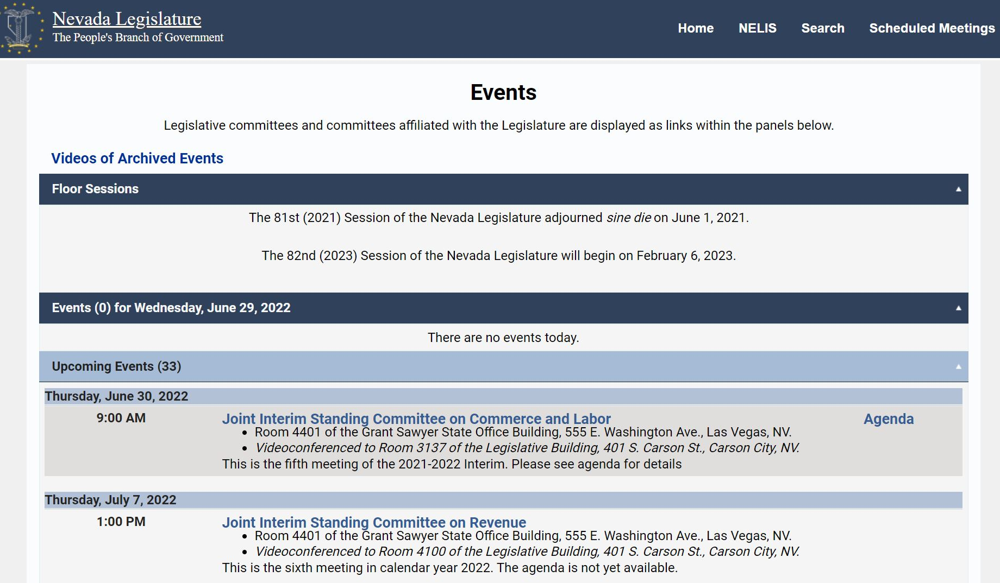 Nevada Legislature
The People's Branch of Government
Home NELIS Search Scheduled Meetings
Events
Legislative committees and committees affiliated with the Legislature are displayed as links within the panels below.
Videos of Archived Events
Floor Sessions
The 81st (2021) Session of the Nevada Legislature adjourned sine die on June 1, 2021.
The 82nd (2023) Session of the Nevada Legislature will begin on February 6, 2023.
Events (0) for Wednesday, June 29, 2022
There are no events today.
Upcoming Events (33)
Thursday, June 30, 2022
9:00 AM Joint Interim Standing Committee on Commerce and Labor Agenda
• Room 4401 of the Grant Sawyer State Office Building, 555 E. Washington Ave., Las Vegas, NV.
• Videoconferenced to Room 3137 of the Legislative Building, 401 S. Carson St., Carson City, NV.
This is the fifth meeting of the 2021-2022 Interim. Please see agenda for details
Thursday, July 7, 2022
1:00 PM Joint Interim Standing Committee on Revenue
• Room 4401 of the Grant Sawyer State Office Building, 555 E. Washington Ave., Las Vegas, NV.
• Videoconferenced to Room 4100 of the Legislative Building, 401 S. Carson St., Carson City, NV.
This is the sixth meeting in calendar year 2022. The agenda is not yet available.